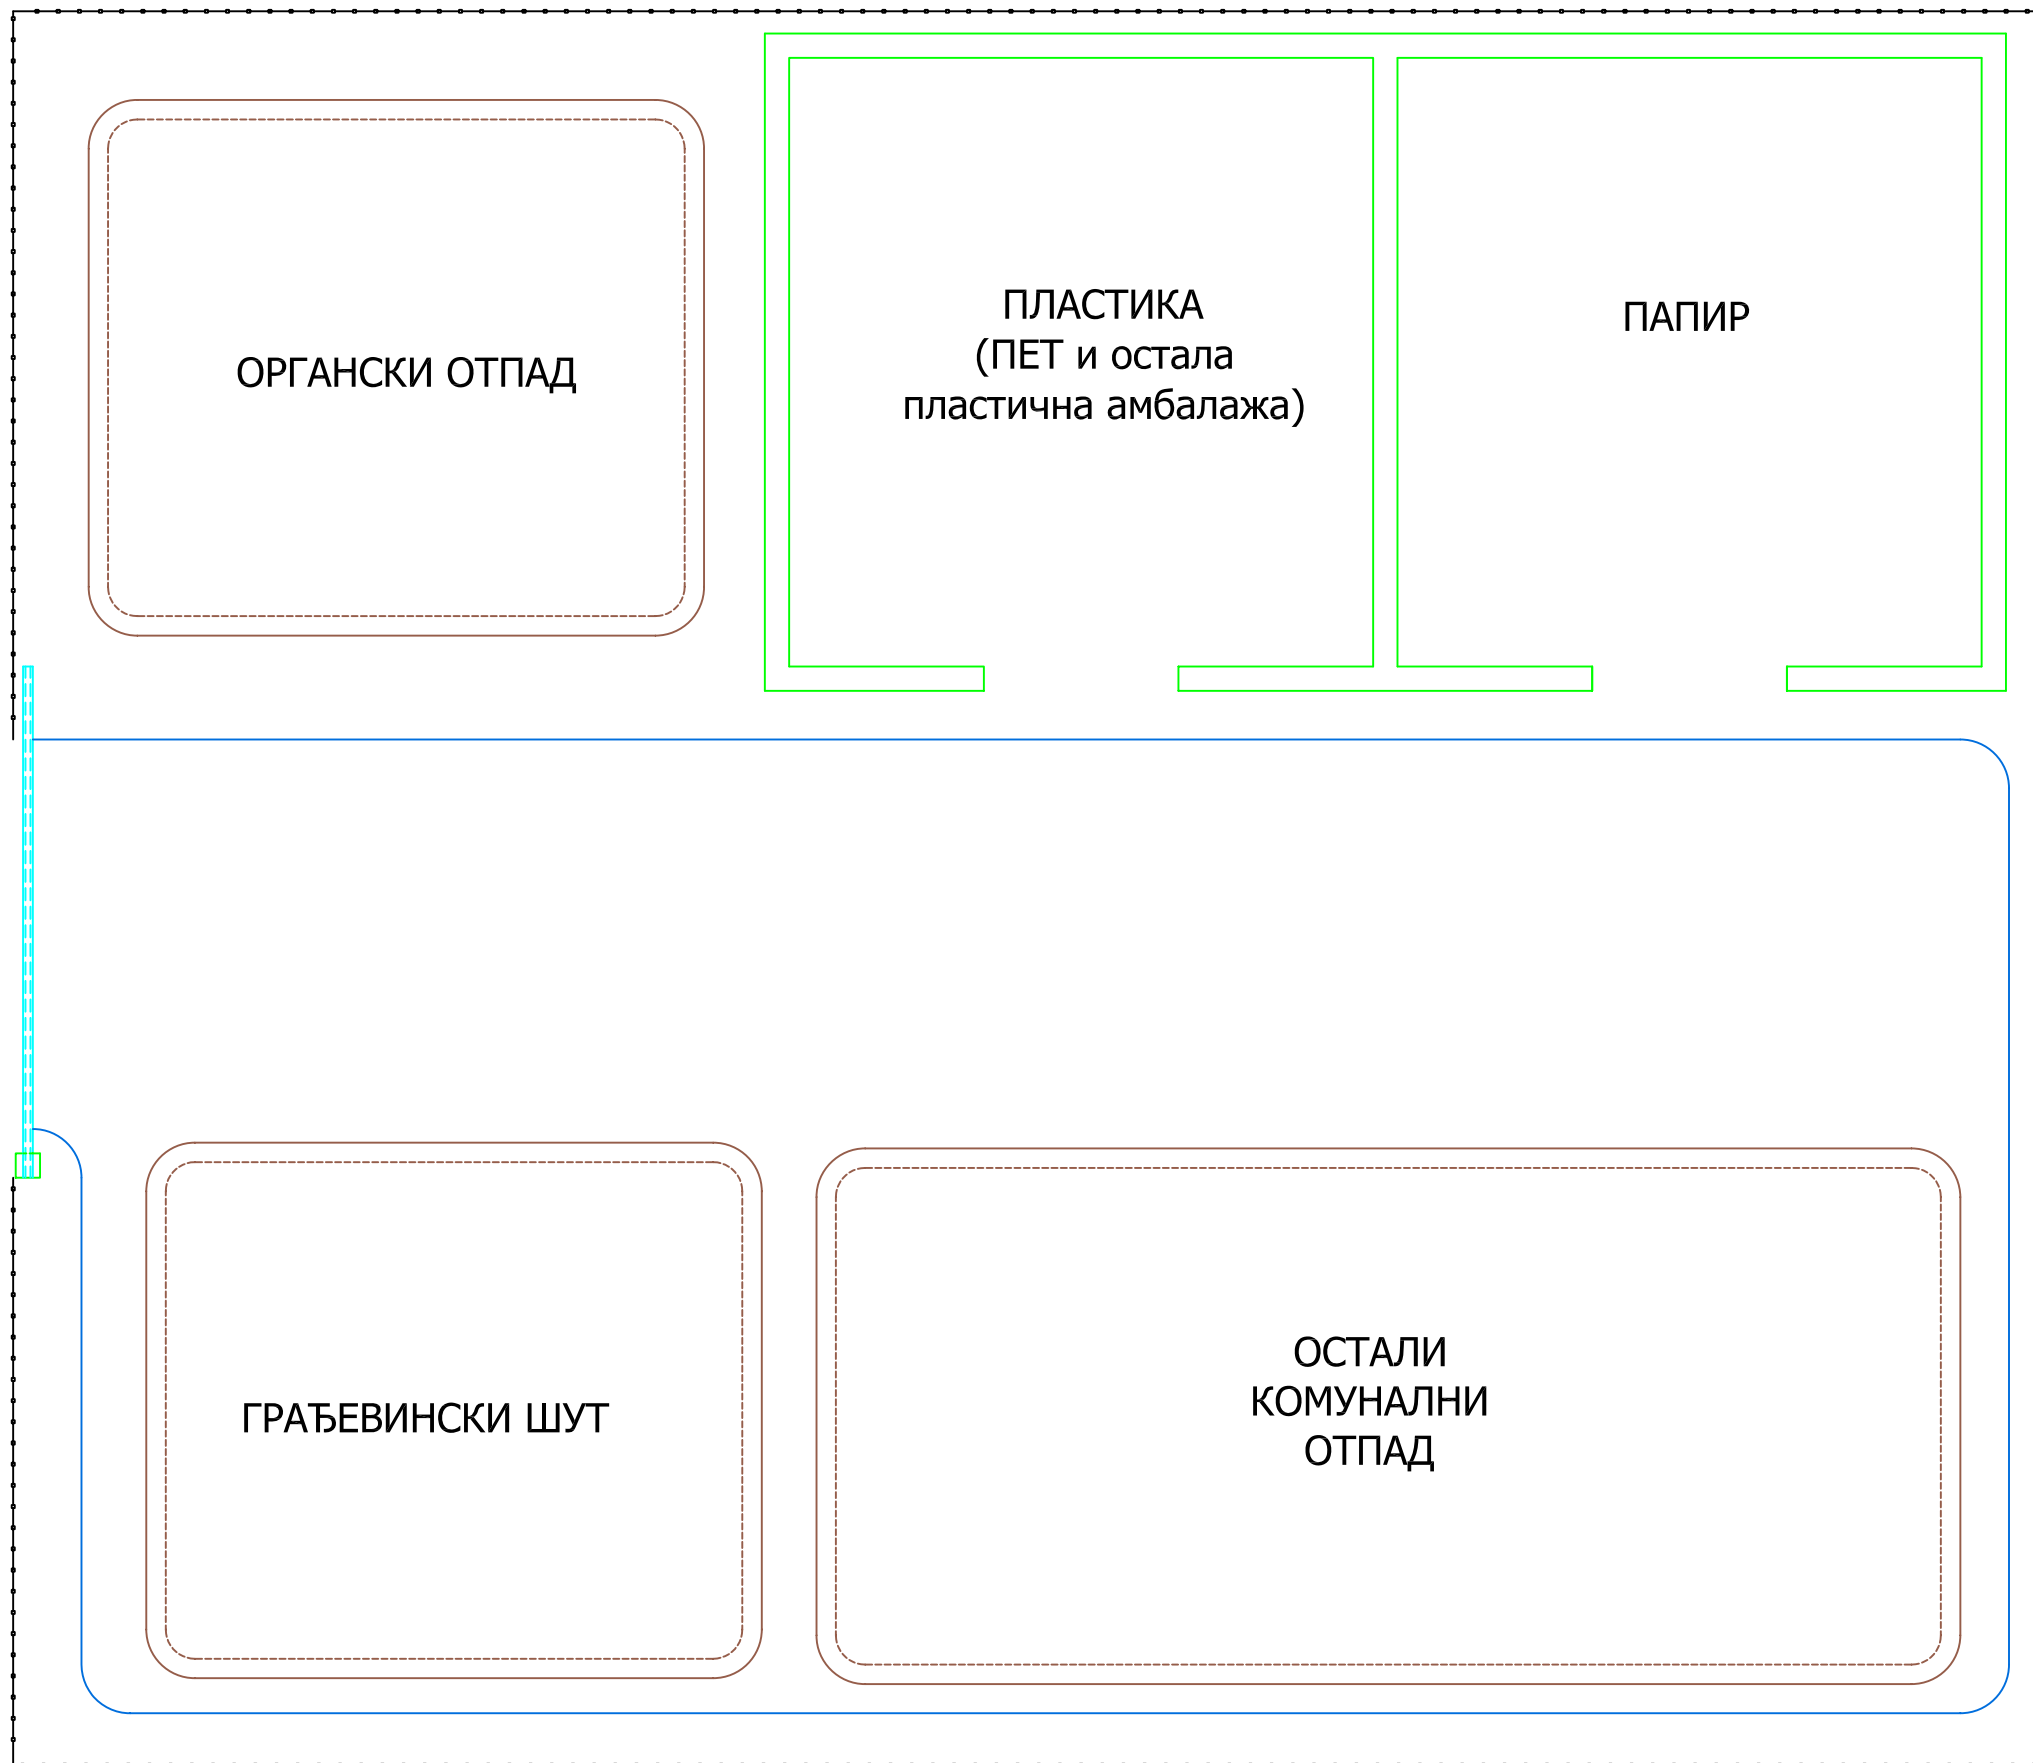 ОРГАНСКИ ОТПАД
ПЛАСТИКА
(ПЕТ и остала
пластична амбалажа)
ПАПИР
ГРАЂЕВИНСКИ ШУТ
ОСТАЛИ
КОМУНАЛНИ
ОТПАД